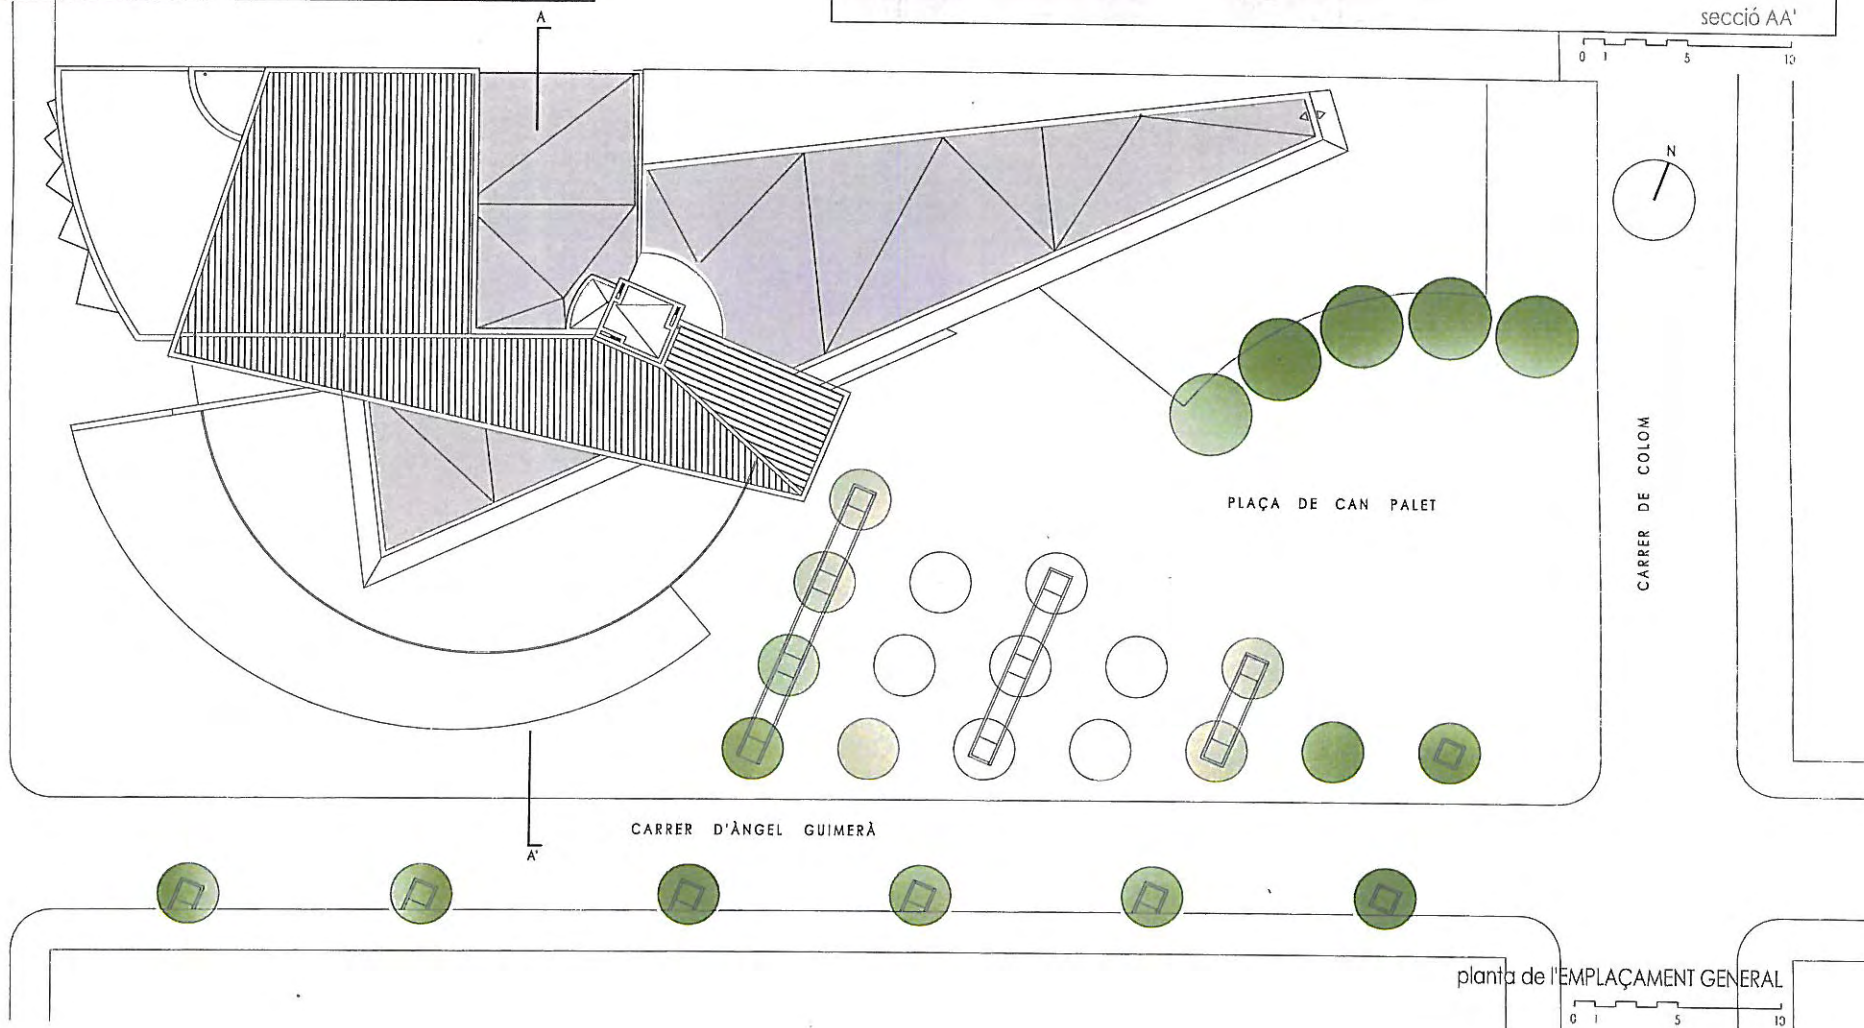 secció AA'
0 1 5 10
A
N
PLAÇA DE CAN PALET
CARRER DE COLOM
CARRER D'ÀNGEL GUIMERÀ
A'
planta de l'EMPLAÇAMENT GENERAL
0 1 5 10